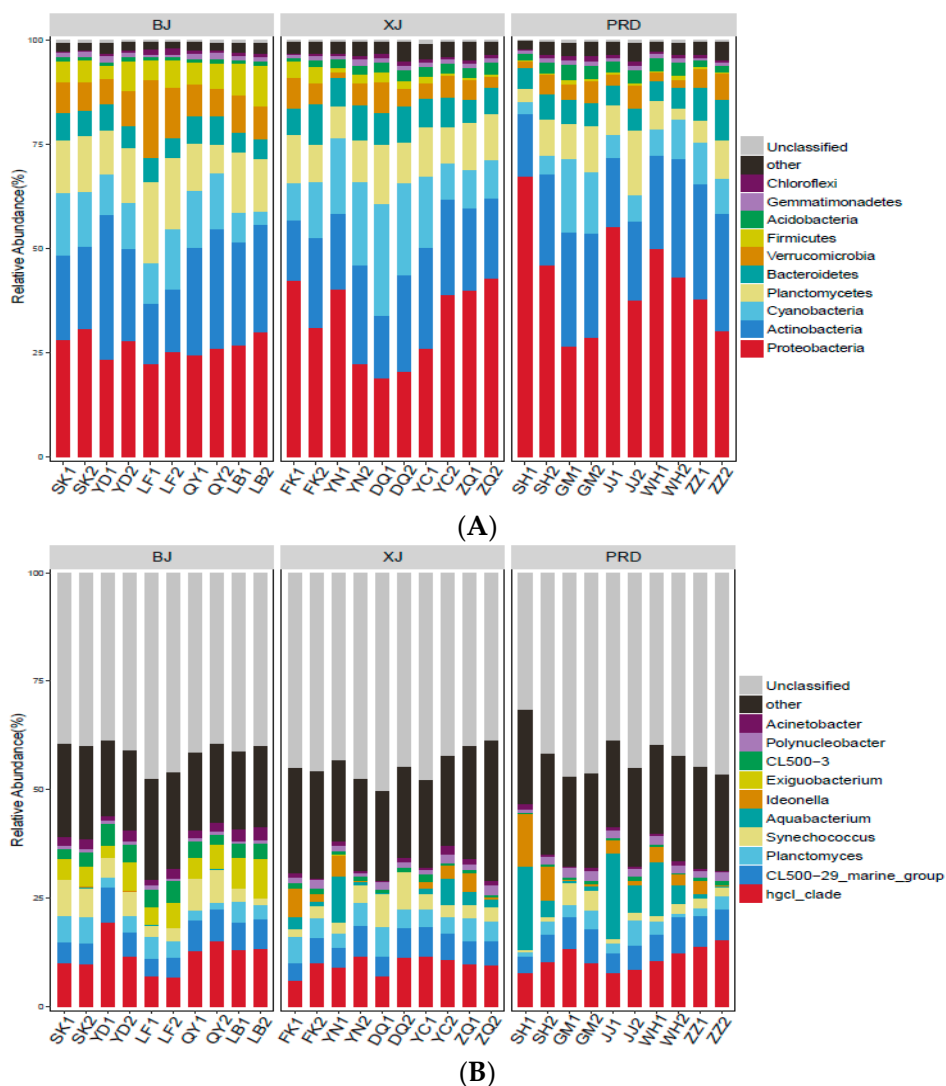 BJ XJ PRD
Relative Abundance(%)
100
75
50
25
0
SK1 SK2 YD1 YD2 LF1 LF2 QY1 QY2 LB1 LB2 FK1 FK2 YN1 YN2 DQ1 DQ2 YC1 YC2 ZQ1 ZQ2 SH1 SH2 GM1 GM2 JJ1 JJ2 WH1 WH2 ZZ1 ZZ2
Unclassified
other
Chloroflexi
Gemmatimonadetes
Acidobacteria
Firmicutes
Verrucomicrobia
Bacteroidetes
Planctomycetes
Cyanobacteria
Actinobacteria
Proteobacteria
(A)
BJ XJ PRD
Relative Abundance(%)
100
75
50
25
0
SK1 SK2 YD1 YD2 LF1 LF2 QY1 QY2 LB1 LB2 FK1 FK2 YN1 YN2 DQ1 DQ2 YC1 YC2 ZQ1 ZQ2 SH1 SH2 GM1 GM2 JJ1 JJ2 WH1 WH2 ZZ1 ZZ2
Unclassified
other
Acinetobacter
Polynucleobacter
CL500-3
Exiguobacterium
Ideonella
Aquabacterium
Synechococcus
Planctomyces
CL500-29_marine_group
hgcI_clade
(B)